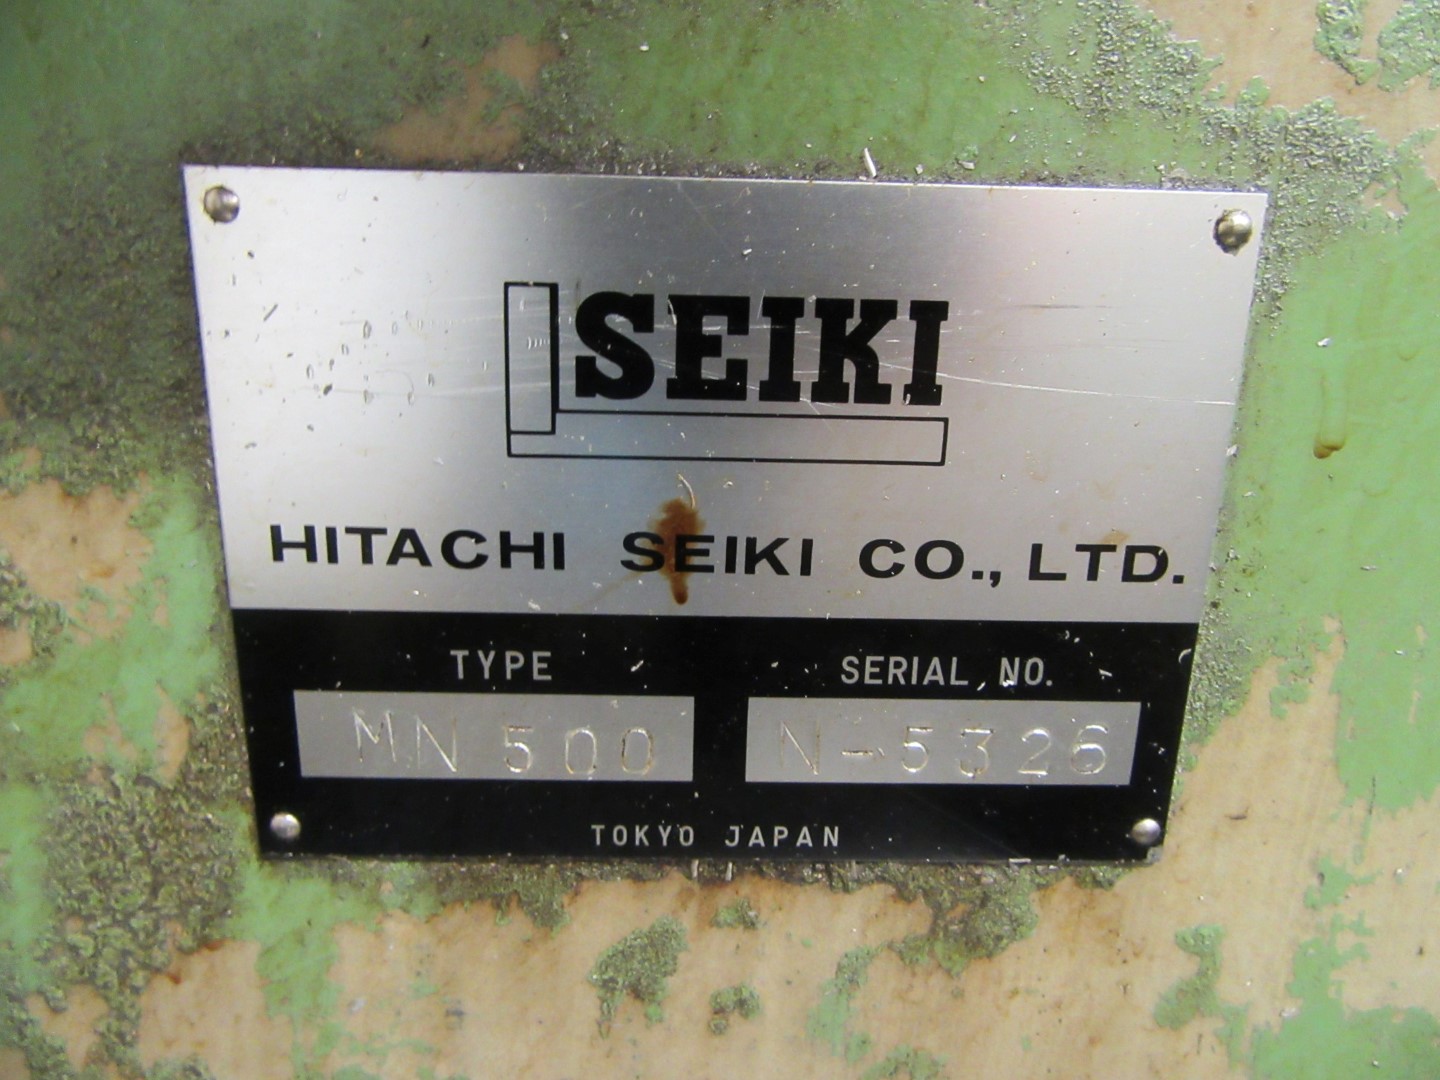 SEIKI
HITACHI SEIKI CO., LTD.
TYPE SERIAL NO.
MN 500 N-5326
TOKYO JAPAN